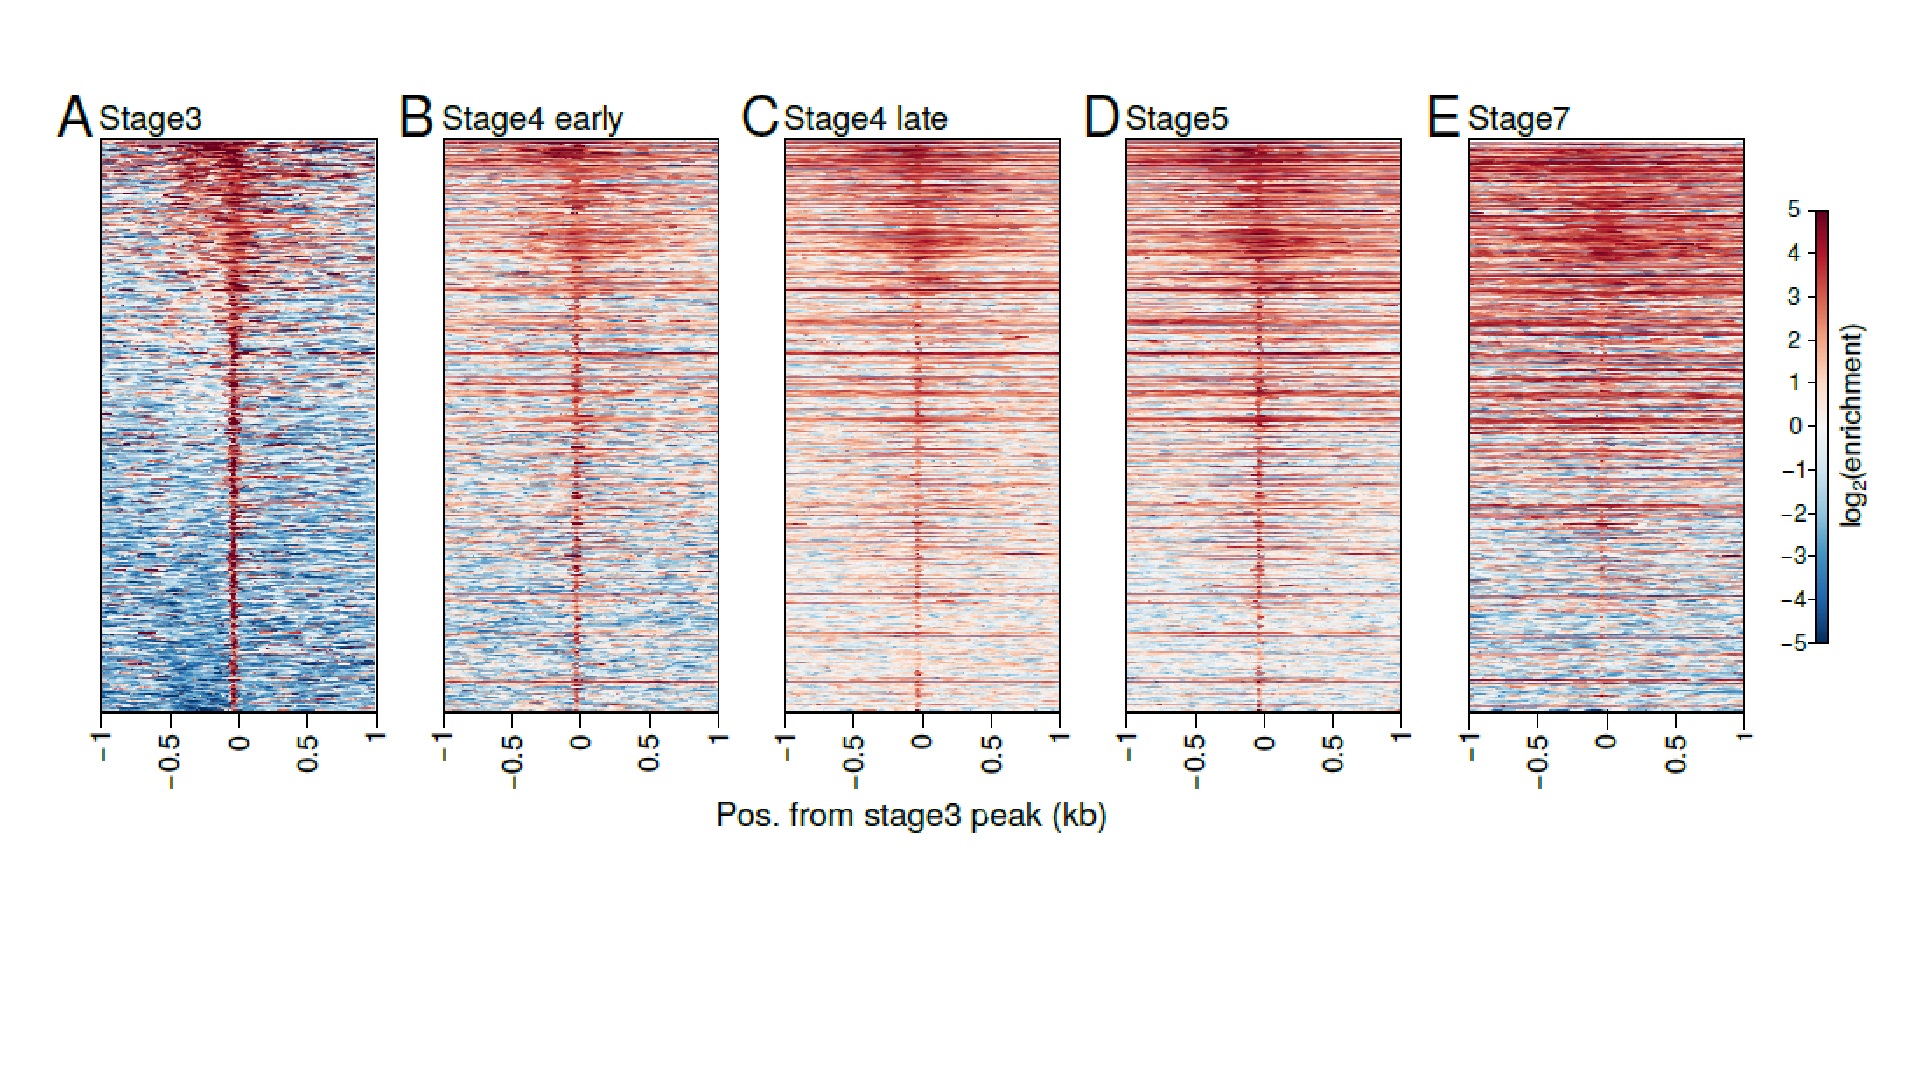 A Stage3
B Stage4 early
C Stage4 late
D Stage5
E Stage7
5
4
3
2
1
0
−1
−2
−3
−4
−5
log2(enrichment)
−1 −0.5 0 0.5 1
−1 −0.5 0 0.5 1
−1 −0.5 0 0.5 1
−1 −0.5 0 0.5 1
−1 −0.5 0 0.5 1
Pos. from stage3 peak (kb)